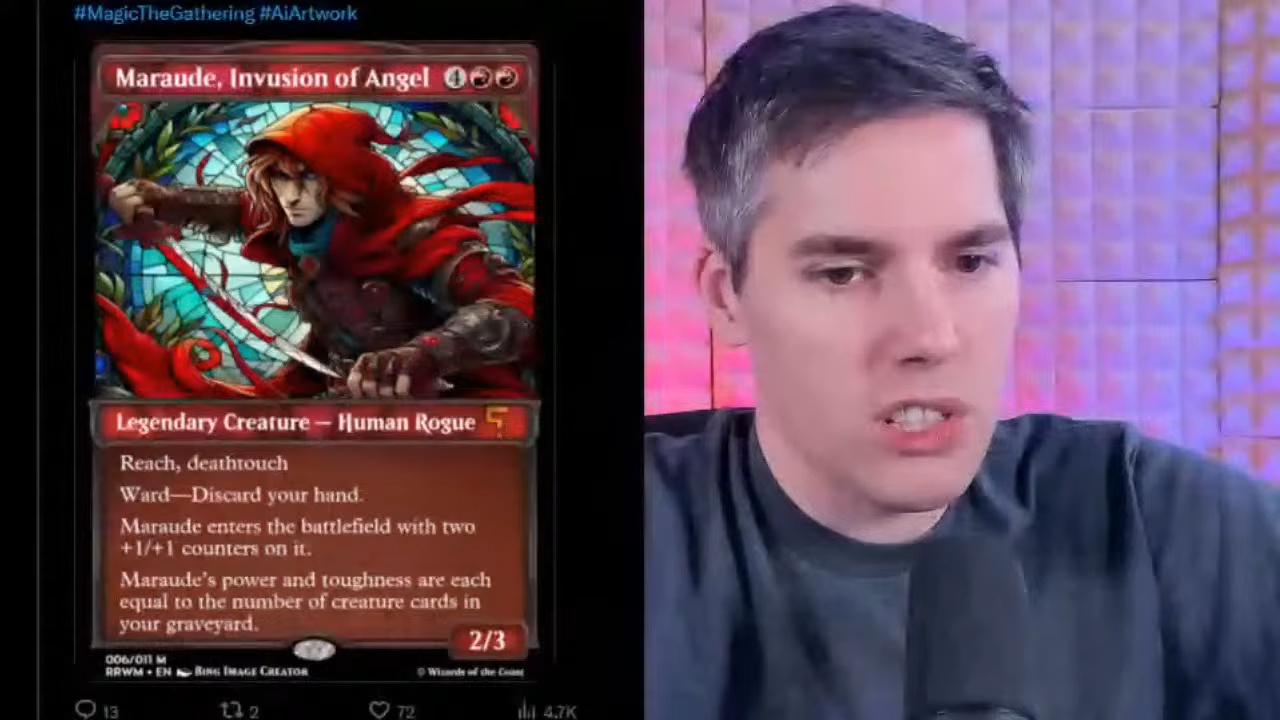 #MagicTheGathering #AiArtwork
Maraude, Invusion of Angel 4
Legendary Creature — Human Rogue
Reach, deathtouch
Ward—Discard your hand.
Maraude enters the battlefield with two
+1/+1 counters on it.
Maraude's power and toughness are each
equal to the number of creature cards in
your graveyard.
2/3
006/011 M
RRWM • EN BING IMAGE CREATOR
© Wizards of the Coast
13 2 72 4.7K